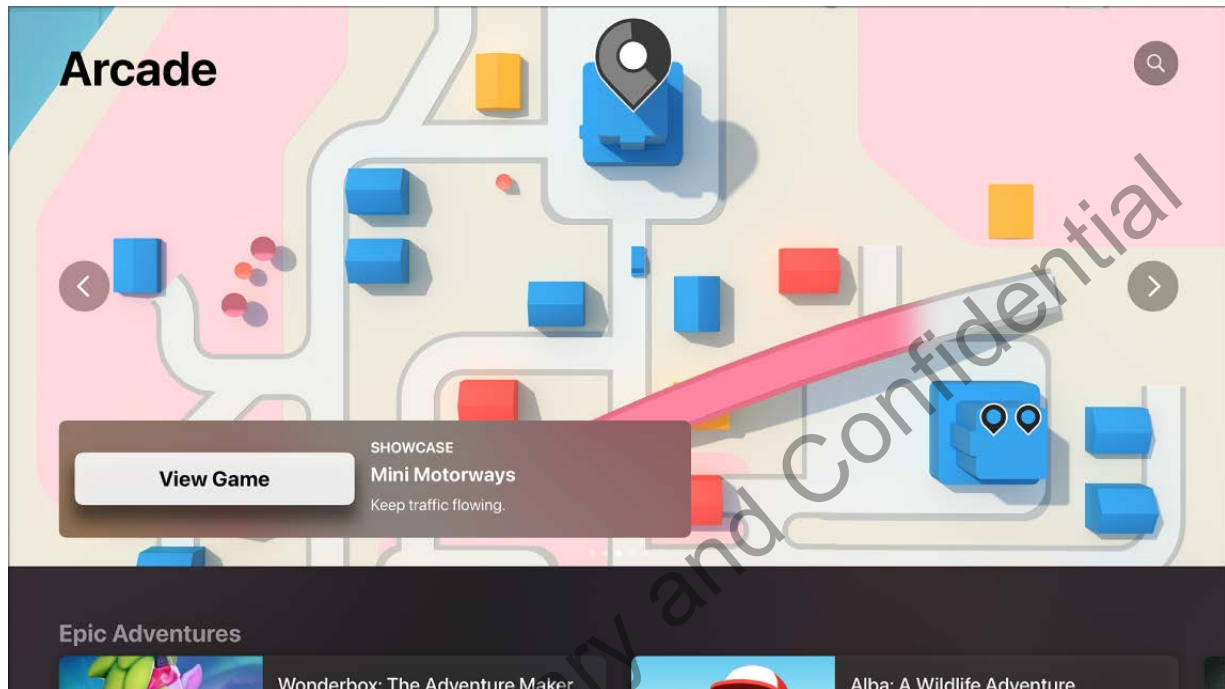 Arcade
SHOWCASE
View Game
Mini Motorways
Keep traffic flowing.
Epic Adventures
Wonderbox: The Adventure Maker
Alba: A Wildlife Adventure
and Confidential